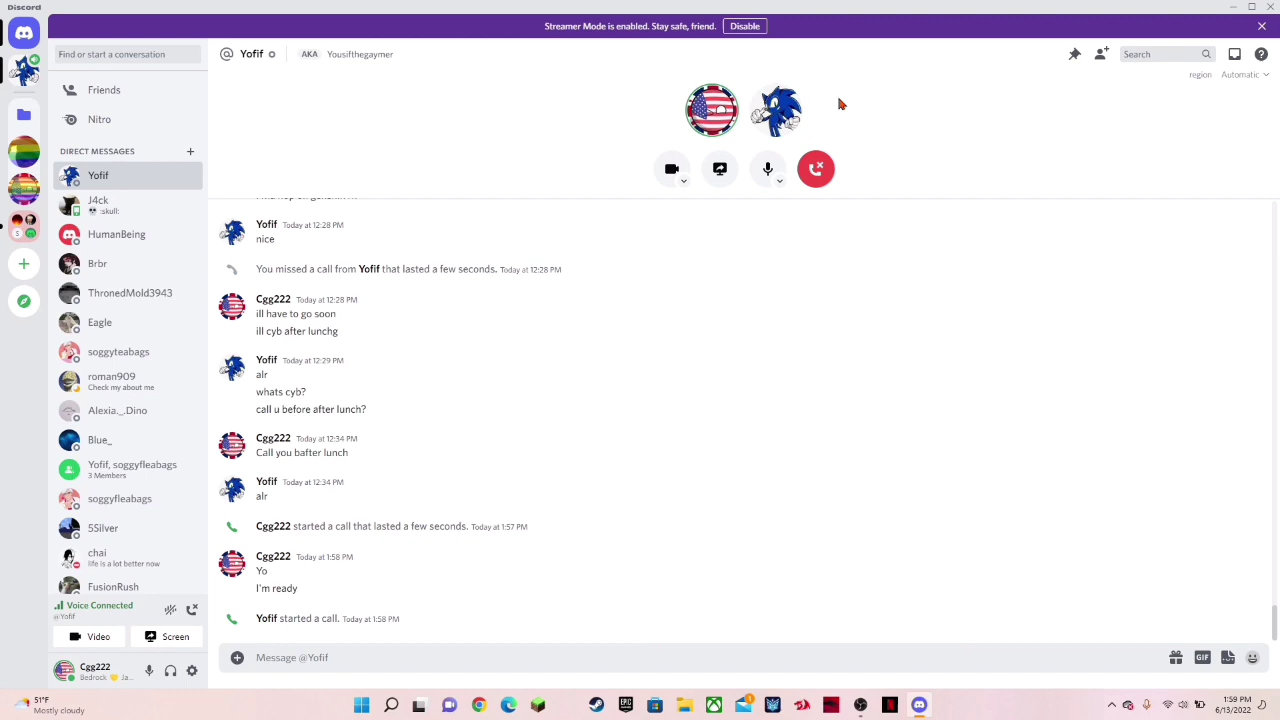 Discord
Streamer Mode is enabled. Stay safe, friend. Disable
Find or start a conversation
Yofif AKA Yousifthegaymer
Search
region Automatic
Friends
Nitro
DIRECT MESSAGES
Yofif
J4ck
:skull:
HumanBeing
Brbr
ThronedMold3943
Eagle
soggyteabags
roman909
Check my about me
Alexia._.Dino
Blue_
Yofif, soggyfleabags
3 Members
soggyfleabags
5Silver
chai
life is a lot better now
FusionRush
Voice Connected
@Yofif
Video Screen
Cgg222
Bedrock Ja...
Yofif Today at 12:28 PM
nice
You missed a call from Yofif that lasted a few seconds. Today at 12:28 PM
Cgg222 Today at 12:28 PM
ill have to go soon
ill cyb after lunchg
Yofif Today at 12:29 PM
alr
whats cyb?
call u before after lunch?
Cgg222 Today at 12:34 PM
Call you bafter lunch
Yofif Today at 12:34 PM
alr
Cgg222 started a call that lasted a few seconds. Today at 1:57 PM
Cgg222 Today at 1:58 PM
Yo
I'm ready
Yofif started a call. Today at 1:58 PM
Message @Yofif
GIF
51°F
Mostly cloudy
1:59 PM
6/13/2022